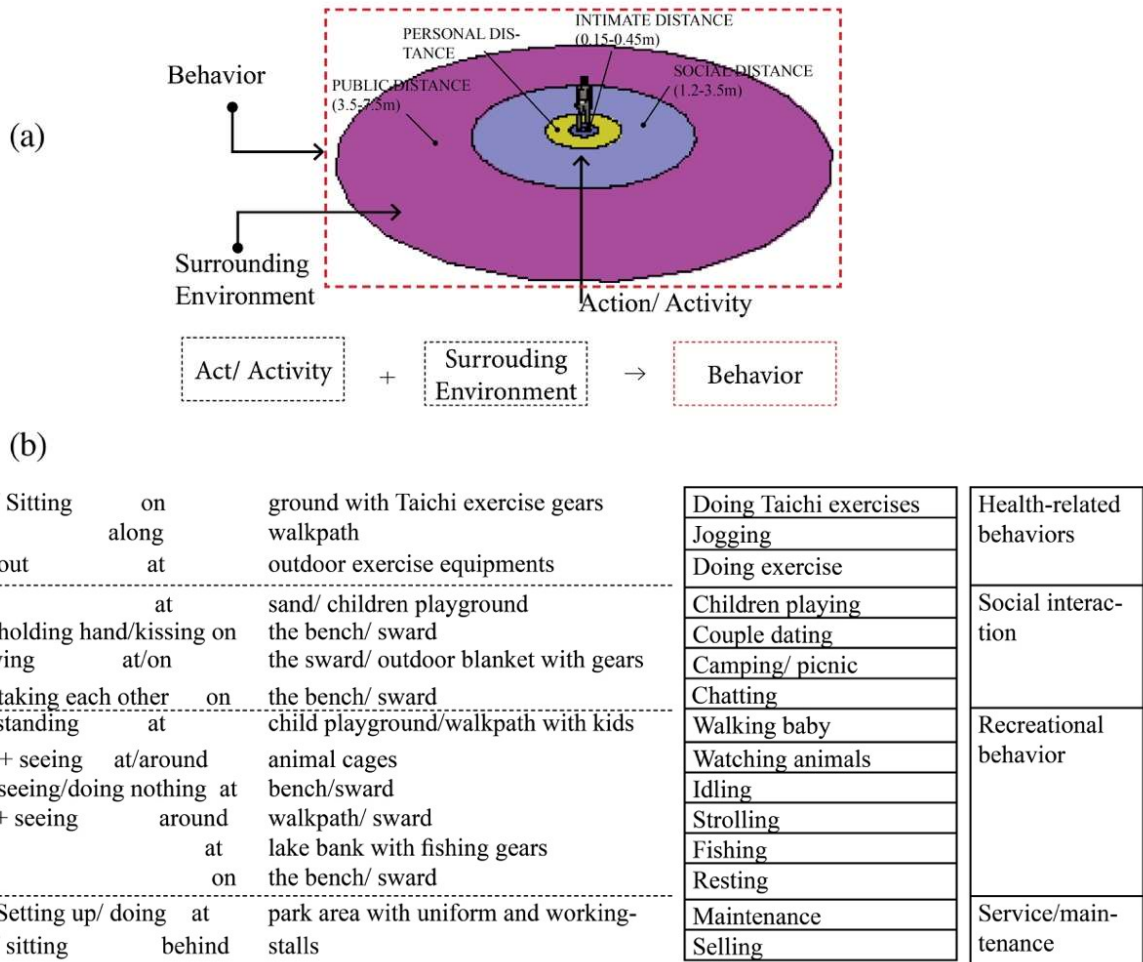 (a)
INTIMATE DISTANCE
(0.15-0.45m)
PERSONAL DIS-
TANCE
SOCIAL DISTANCE
(1.2-3.5m)
PUBLIC DISTANCE
(3.5-7.5m)
Behavior
Surrounding
Environment
Action/ Activity
Act/ Activity + Surrouding
Environment → Behavior
(b)
Sitting on ground with Taichi exercise gears Doing Taichi exercises Health-related
along walkpath Jogging behaviors
out at outdoor exercise equipments Doing exercise
at sand/ children playground Children playing Social interac-
holding hand/kissing on the bench/ sward Couple dating tion
ving at/on the sward/ outdoor blanket with gears Camping/ picnic
taking each other on the bench/ sward Chatting
standing at child playground/walkpath with kids Walking baby Recreational
+ seeing at/around animal cages Watching animals behavior
seeing/doing nothing at bench/sward Idling
+ seeing around walkpath/ sward Strolling
at lake bank with fishing gears Fishing
on the bench/ sward Resting
Setting up/ doing at park area with uniform and working- Maintenance Service/main-
sitting behind stalls Selling tenance